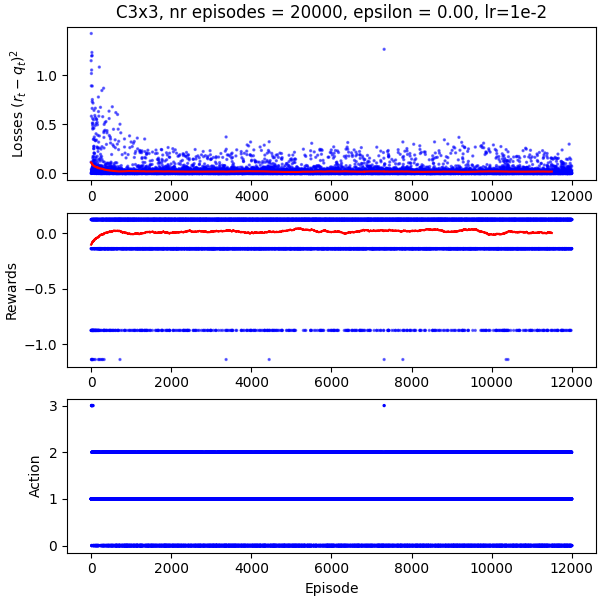 C3x3, nr episodes = 20000, epsilon = 0.00, lr=1e-2
Losses $(r_t - q_t)^2$
1.0
0.5
0.0
0 2000 4000 6000 8000 10000 12000
Rewards
0.0
−0.5
−1.0
0 2000 4000 6000 8000 10000 12000
Action
3
2
1
0
0 2000 4000 6000 8000 10000 12000
Episode